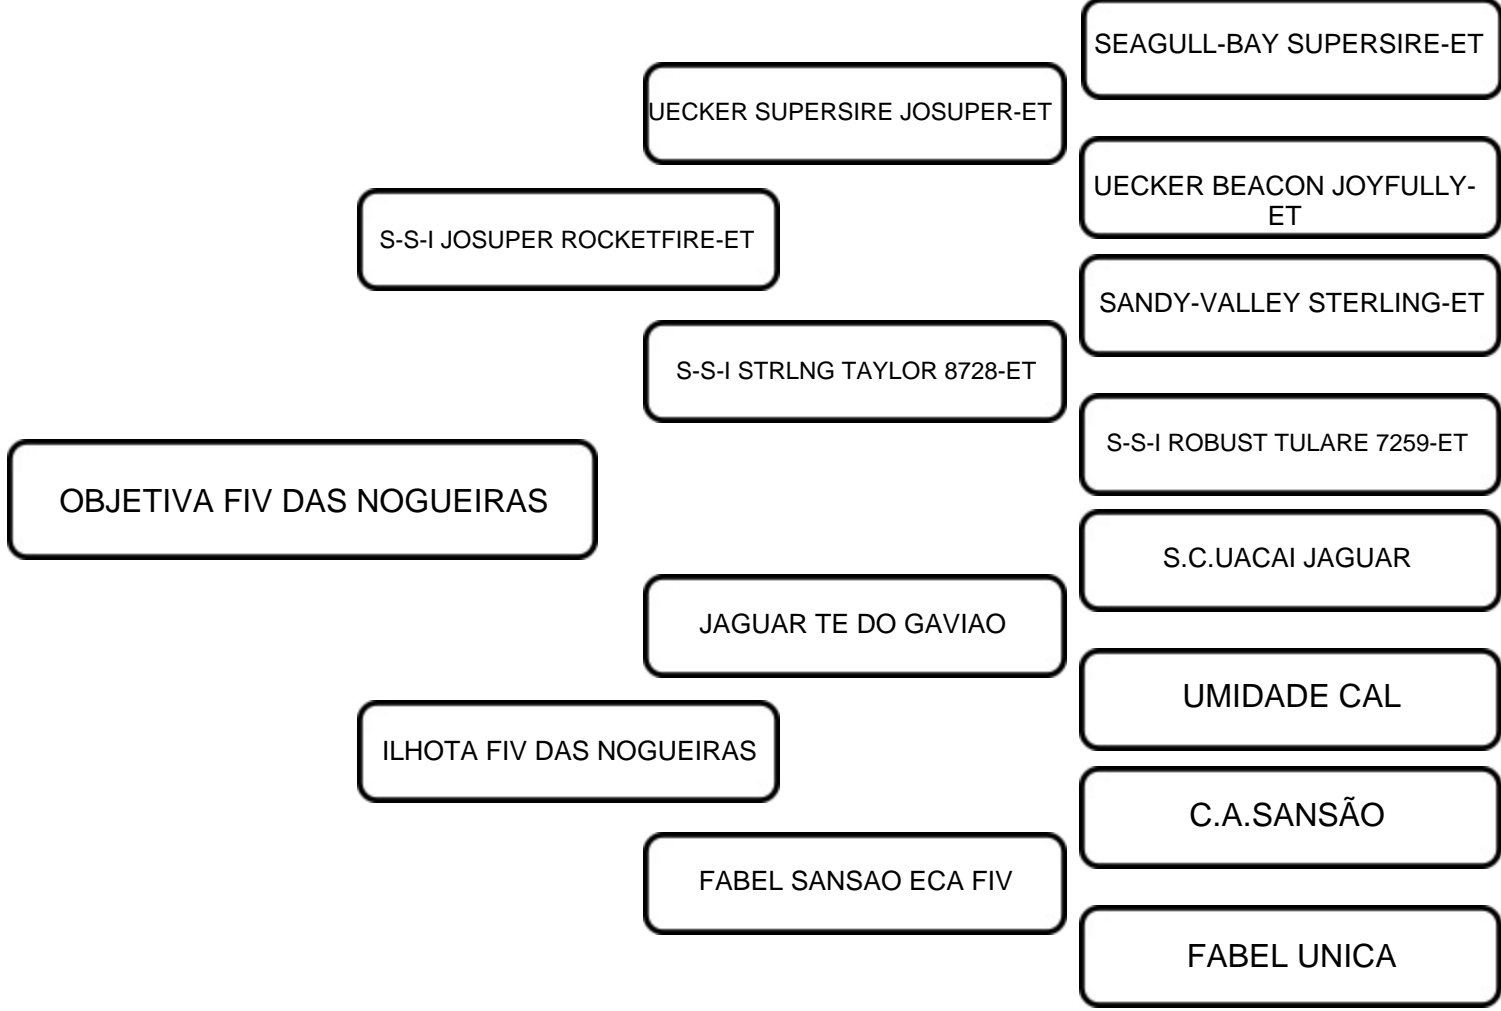 SEAGULL-BAY SUPERSIRE-ET
UECKER SUPERSIRE JOSUPER-ET
UECKER BEACON JOYFULLY-
ET
S-S-I JOSUPER ROCKETFIRE-ET
SANDY-VALLEY STERLING-ET
S-S-I STRLNG TAYLOR 8728-ET
S-S-I ROBUST TULARE 7259-ET
OBJETIVA FIV DAS NOGUEIRAS
S.C.UACAI JAGUAR
JAGUAR TE DO GAVIAO
UMIDADE CAL
ILHOTA FIV DAS NOGUEIRAS
C.A.SANSÃO
FABEL SANSAO ECA FIV
FABEL UNICA